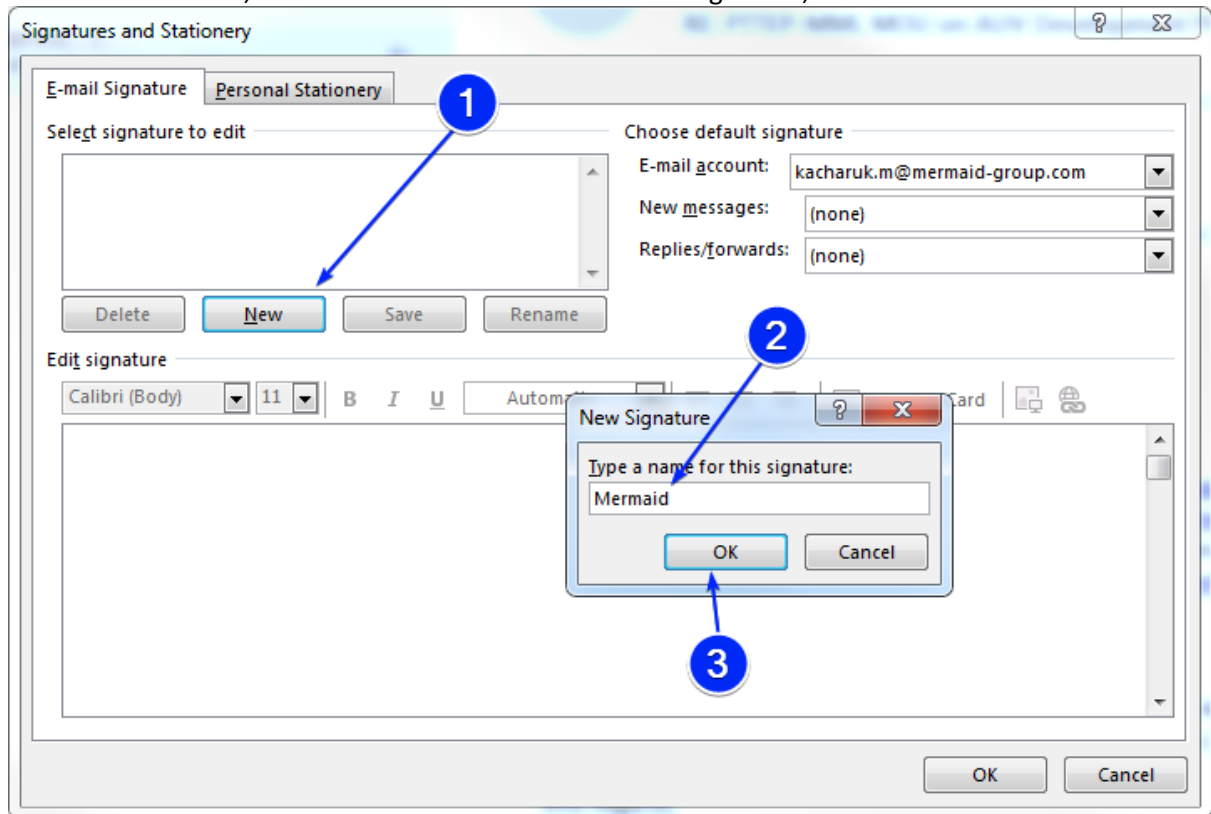 Signatures and Stationery
E-mail Signature Personal Stationery
1
Select signature to edit
Choose default signature
E-mail account: kacharuk.m@mermaid-group.com
New messages: (none)
Replies/forwards: (none)
Delete New Save Rename
2
Edit signature
Calibri (Body) 11 B I U Automa Card
New Signature
Type a name for this signature:
Mermaid
OK Cancel
3
OK Cancel